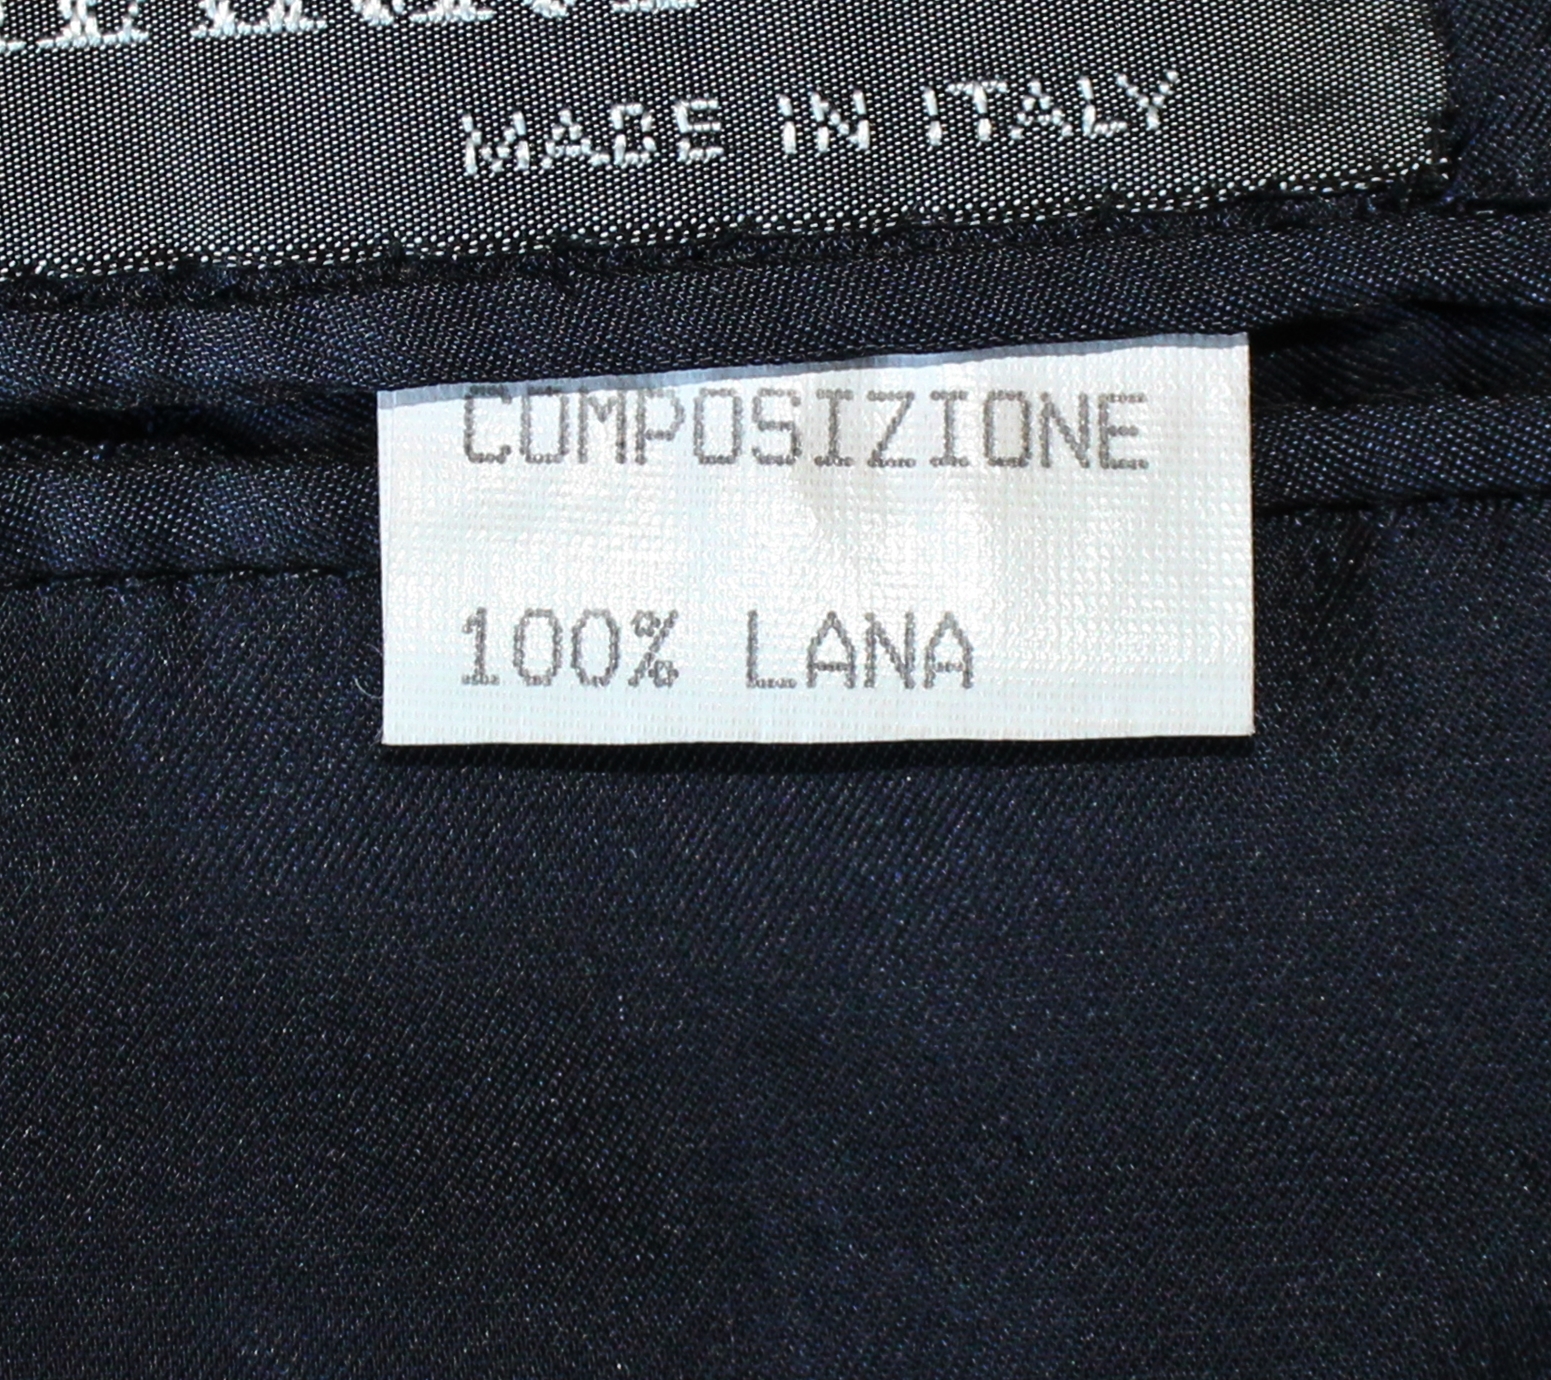 MADE IN ITALY
COMPOSIZIONE
100% LANA